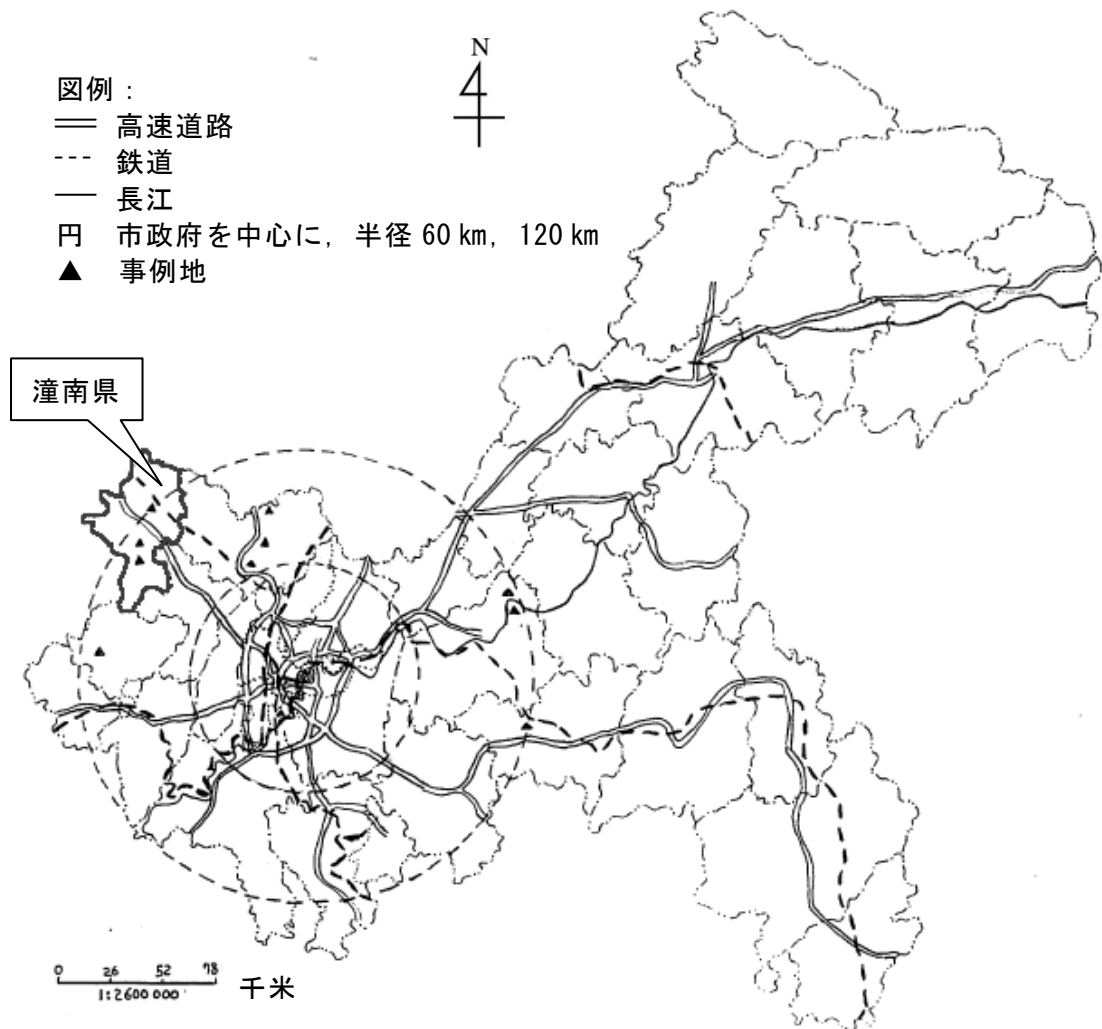 N
図例：
高速道路
鉄道
長江
円 市政府を中心に，半径 60 km，120 km
▲ 事例地
潼南県
0 26 52 78
千米
1:2600 000